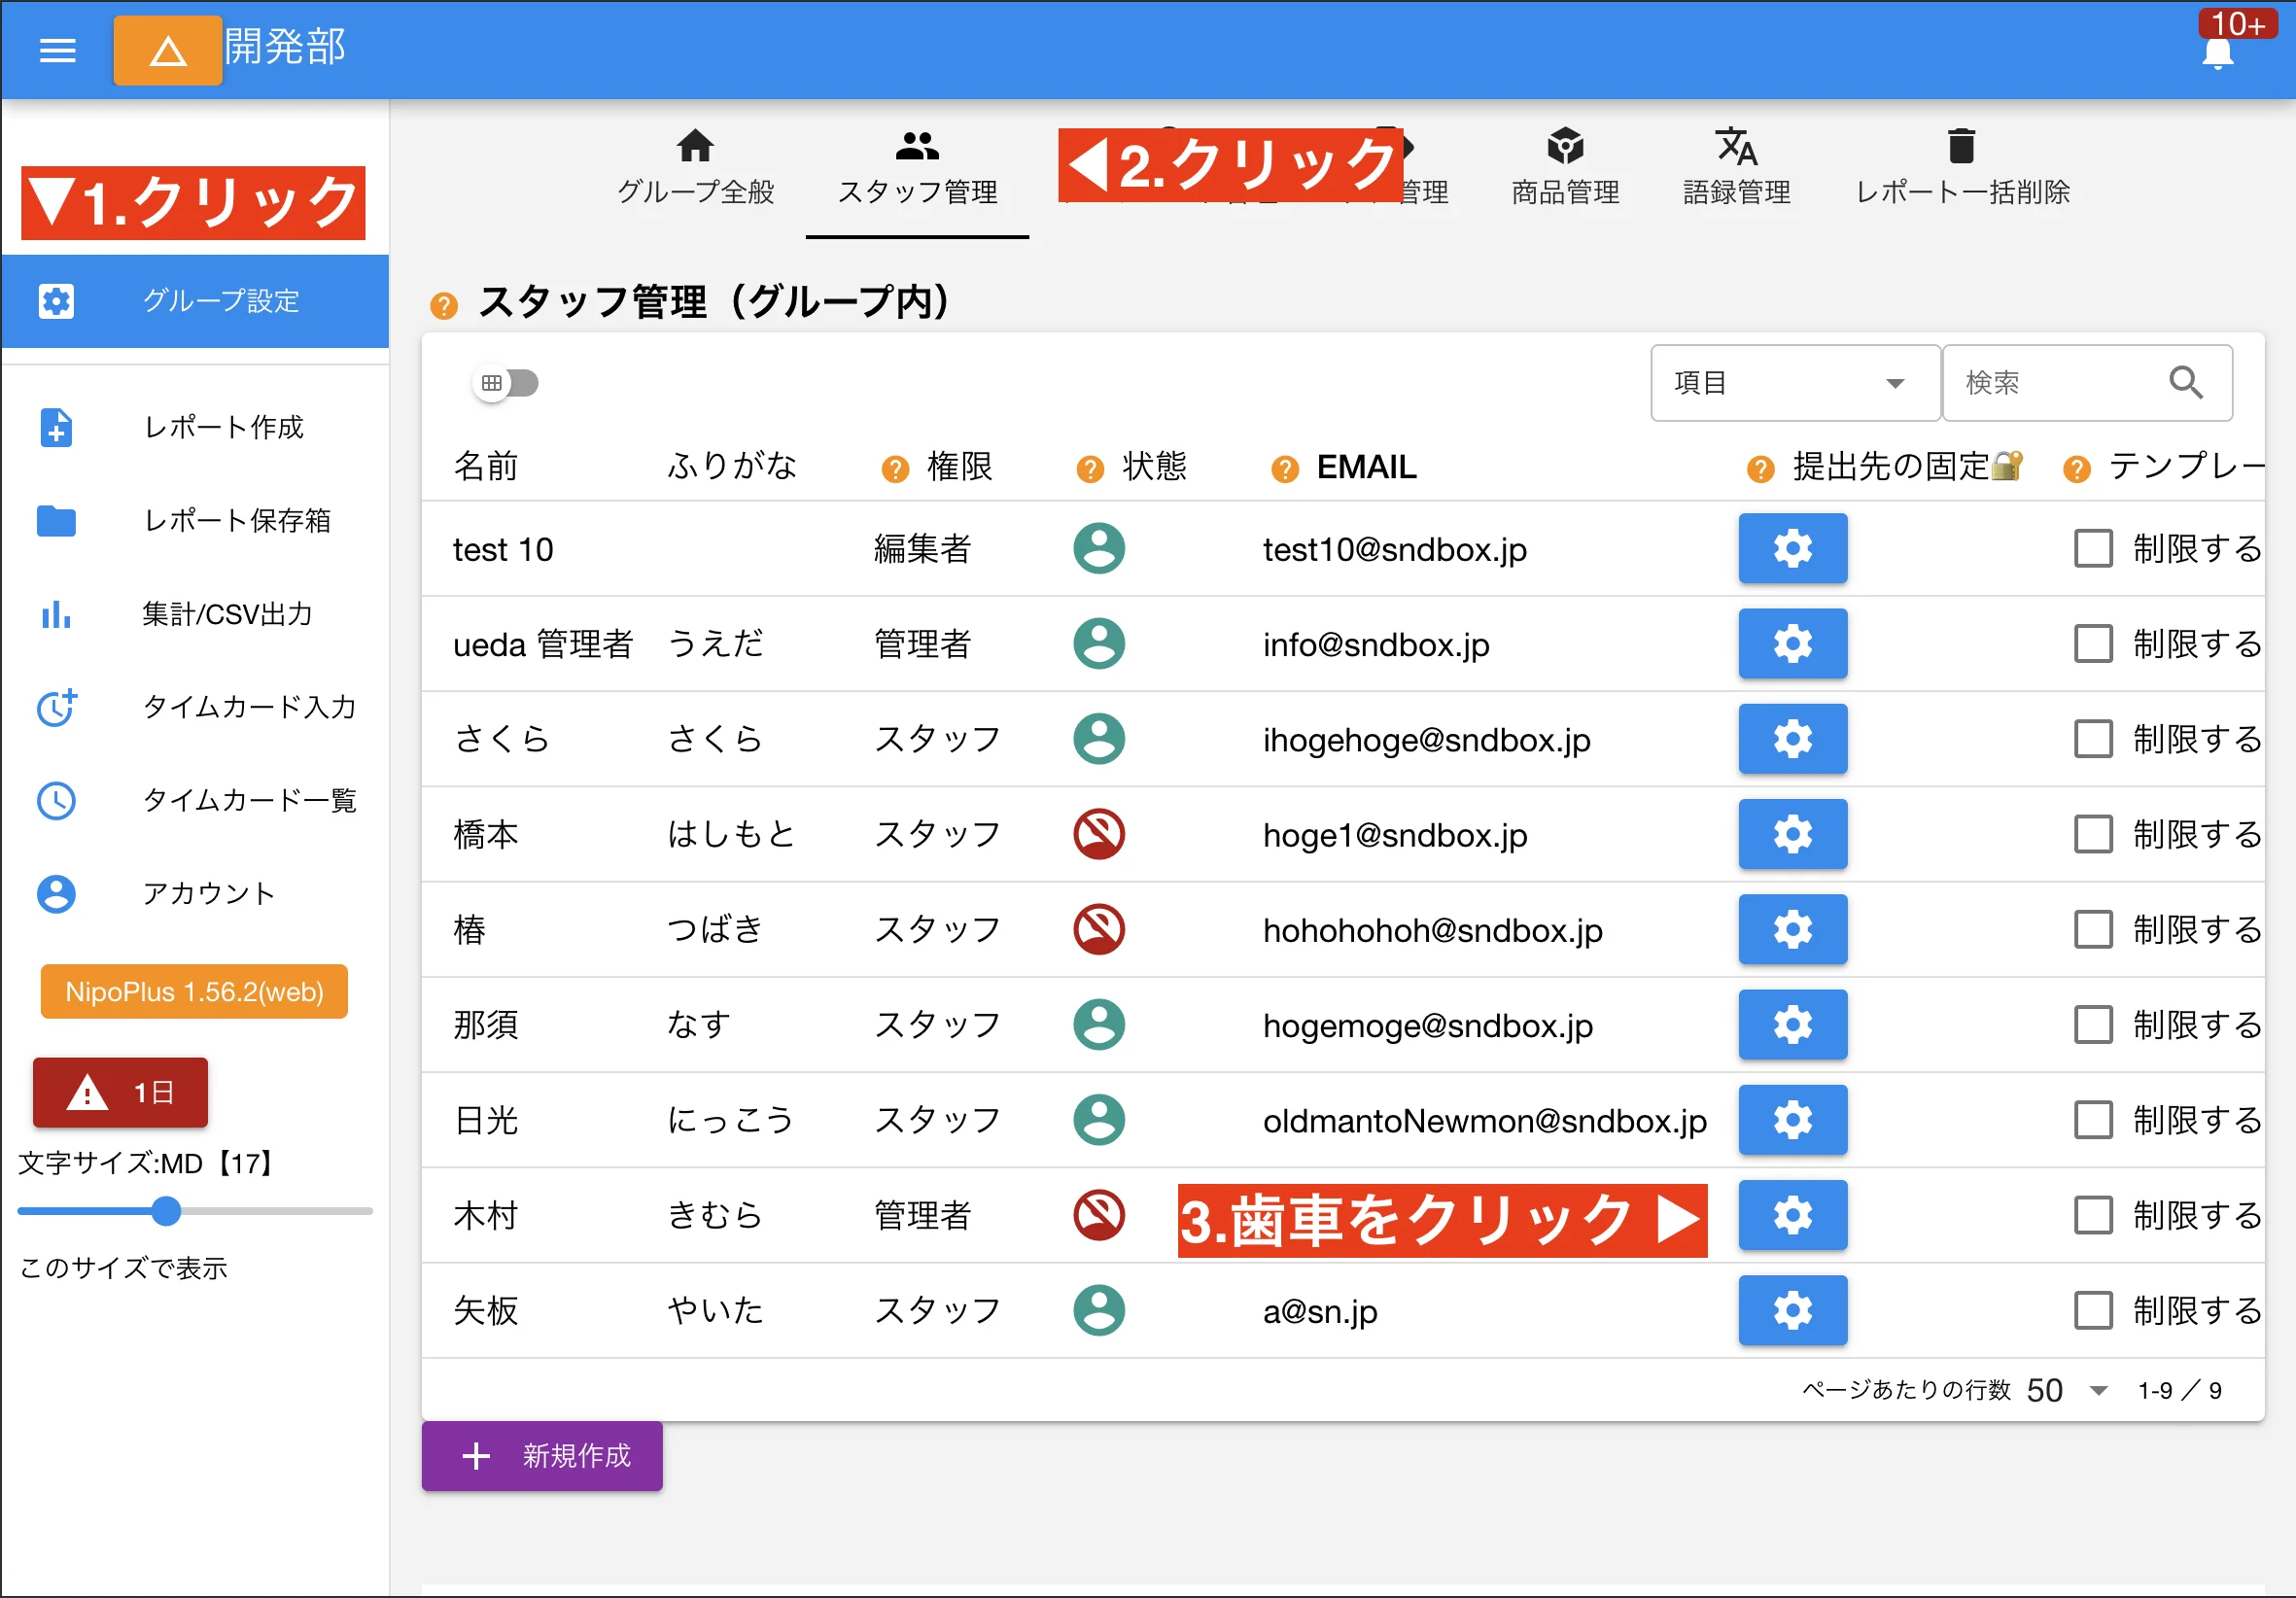 開発部
10+
▼1.クリック
グループ設定
レポート作成
レポート保存箱
集計/CSV出力
タイムカード入力
タイムカード一覧
アカウント
NipoPlus 1.56.2(web)
1日
文字サイズ:MD【17】
このサイズで表示
グループ全般
スタッフ管理
◀2.クリック
管理
商品管理
語録管理
レポート一括削除
スタッフ管理（グループ内）
項目
検索
名前 ふりがな 権限 状態 EMAIL 提出先の固定🔐 テンプレー
test 10 編集者 test10@sndbox.jp 制限する
ueda 管理者 うえだ 管理者 info@sndbox.jp 制限する
さくら さくら スタッフ ihogehoge@sndbox.jp 制限する
橋本 はしもと スタッフ hoge1@sndbox.jp 制限する
椿 つばき スタッフ hohohohoh@sndbox.jp 制限する
那須 なす スタッフ hogemoge@sndbox.jp 制限する
日光 にっこう スタッフ oldmantoNewmon@sndbox.jp 制限する
木村 きむら 管理者 3.歯車をクリック ▶ 制限する
矢板 やいた スタッフ a@sn.jp 制限する
ページあたりの行数 50 1-9 ／ 9
新規作成